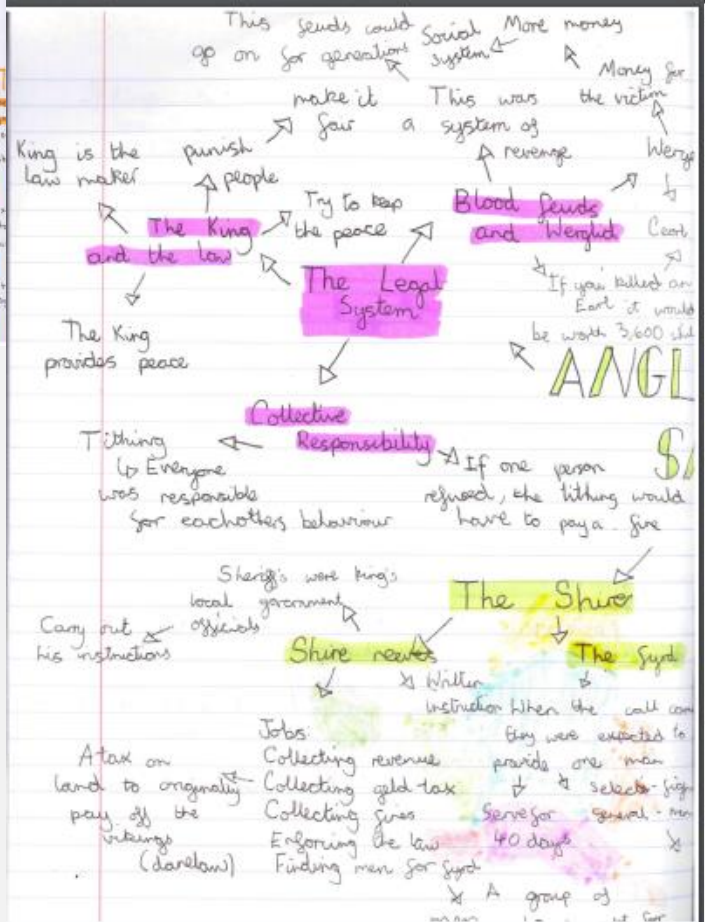 This feuds could
go on for generations
Social
system
More money
Money for
the victim
make it
fair
This was
a system of
revenge
King is the
law maker
punish
people
Try to keep
the peace
The King
and the law
Blood feuds
and Werglid
Ceorl
The Legal
System
If you killed an
Earl it would
be worth 3,600
The King
provides peace
ANGL
Collective
Responsibility
Tithing
Everyone
was responsible
for eachothers behaviour
If one person
refused, the tithing would
have to pay a fine
Sheriff's were king's
local government
officials
Carry out
his instructions
The Shire
Shire reeves
The fyrd
Written
instruction
When the call
they were expected to
provide one man
Serve for
40 days
select
general
Jobs:
Collecting revenue
Collecting geld tax
Collecting fines
Enforcing the law
Finding men for fyrd
A tax on
land to originally
pay off the
vikings
(danelaw)
A group of